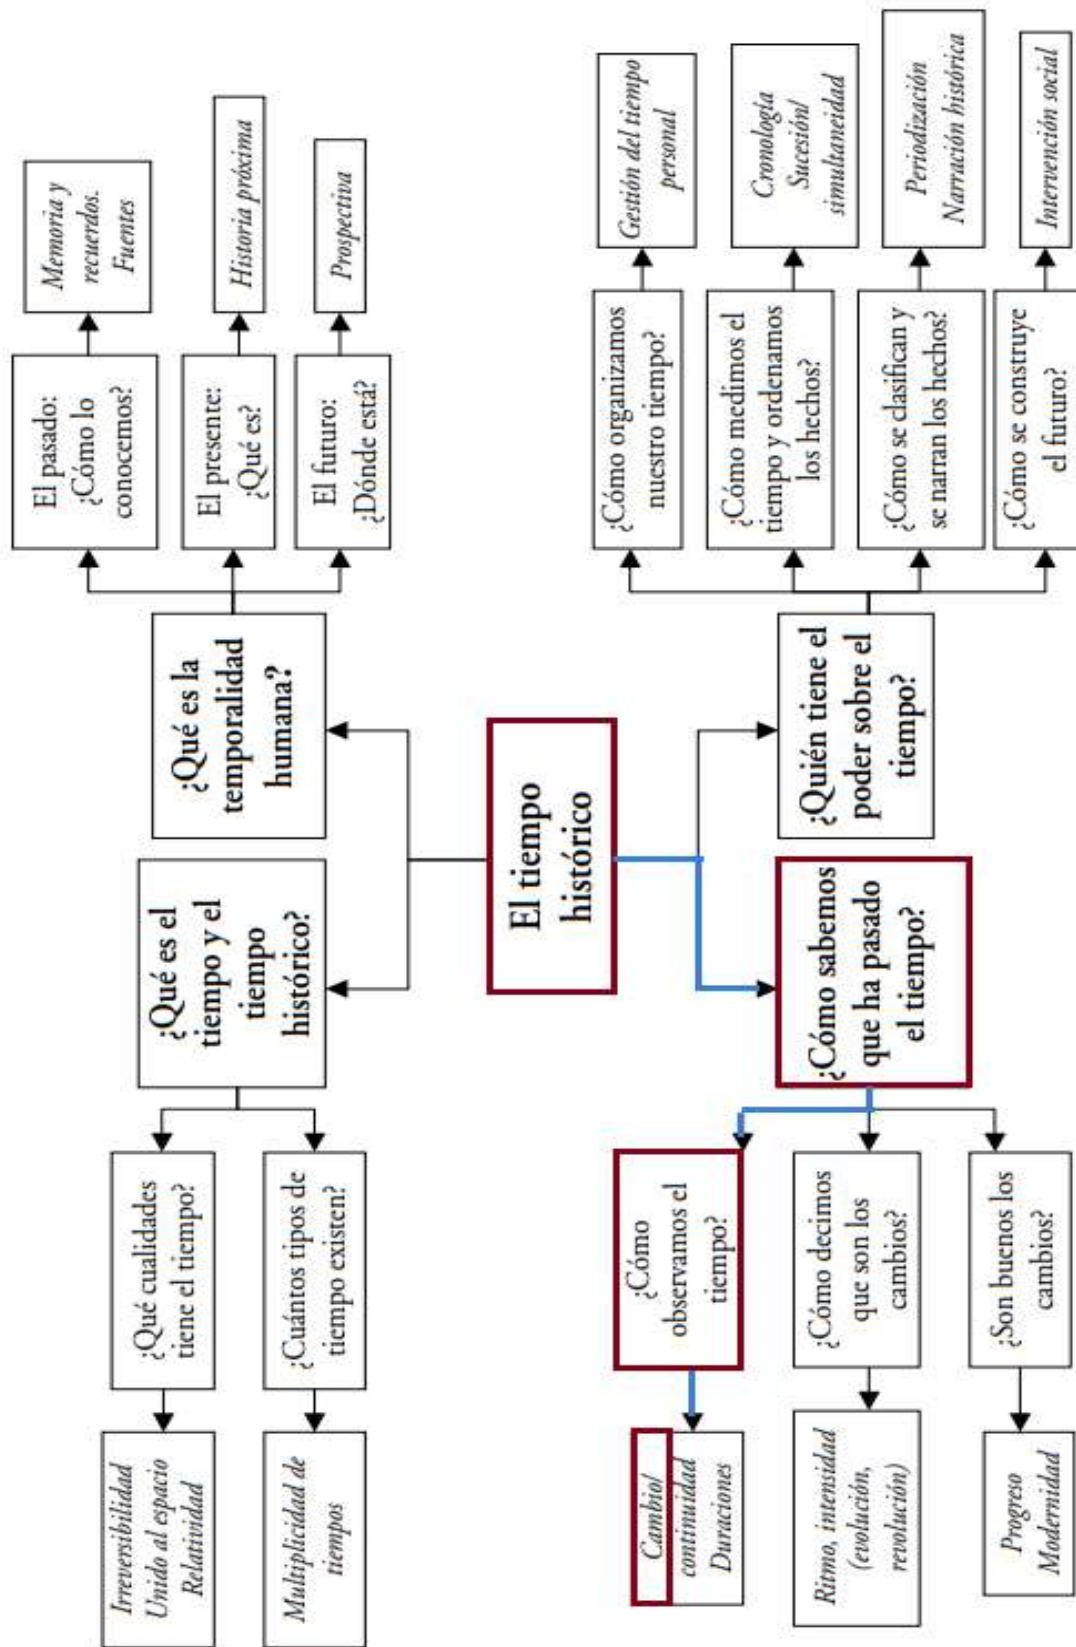 Irreversibilidad
Unido al espacio
Relatividad
¿Qué cualidades
tiene el tiempo?
Multiplicidad de
tiempos
¿Cuántos tipos de
tiempo existen?
¿Qué es el
tiempo y el
tiempo
histórico?
¿Qué es la
temporalidad
humana?
El pasado:
¿Cómo lo
conocemos?
Memoria y
recuerdos.
Fuentes
El presente:
¿Qué es?
Historia próxima
El futuro:
¿Dónde está?
Prospectiva
El tiempo
histórico
Cambio/
continuidad
Duraciones
¿Cómo
observamos el
tiempo?
Ritmo, intensidad
(evolución,
revolución)
¿Cómo decimos
que son los
cambios?
Progreso
Modernidad
¿Son buenos los
cambios?
¿Cómo sabemos
que ha pasado
el tiempo?
¿Quién tiene el
poder sobre el
tiempo?
¿Cómo organizamos
nuestro tiempo?
Gestión del tiempo
personal
¿Cómo medimos el
tiempo y ordenamos
los hechos?
Cronología
Sucesión/
simultaneidad
¿Cómo se clasifican y
se narran los hechos?
Periodización
Narración histórica
¿Cómo se construye
el futuro?
Intervención social